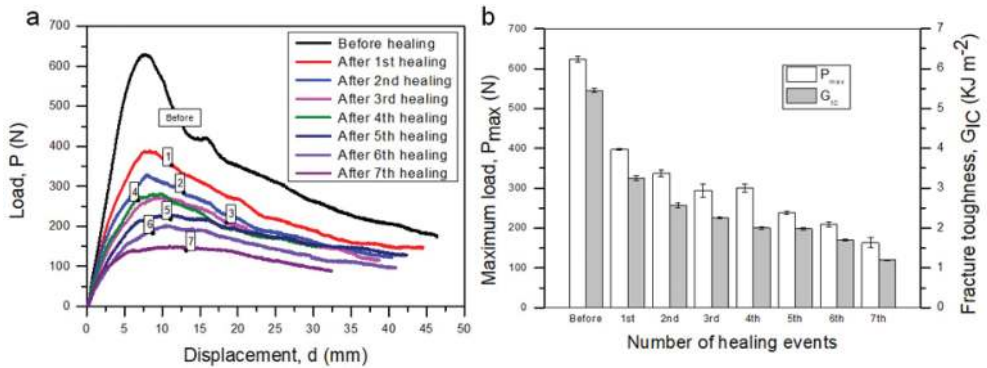 a
700
600
500
400
300
200
100
0
Load, P (N)
0 5 10 15 20 25 30 35 40 45 50
Displacement, d (mm)
Before healing
After 1st healing
After 2nd healing
After 3rd healing
After 4th healing
After 5th healing
After 6th healing
After 7th healing
Before
1
2
3
4
5
6
7
b
700
600
500
400
300
200
100
0
Maximum load, Pmax (N)
7
6
5
4
3
2
1
0
Fracture toughness, GIC (KJ m-2)
Pmax
GIC
Before 1st 2nd 3rd 4th 5th 6th 7th
Number of healing events